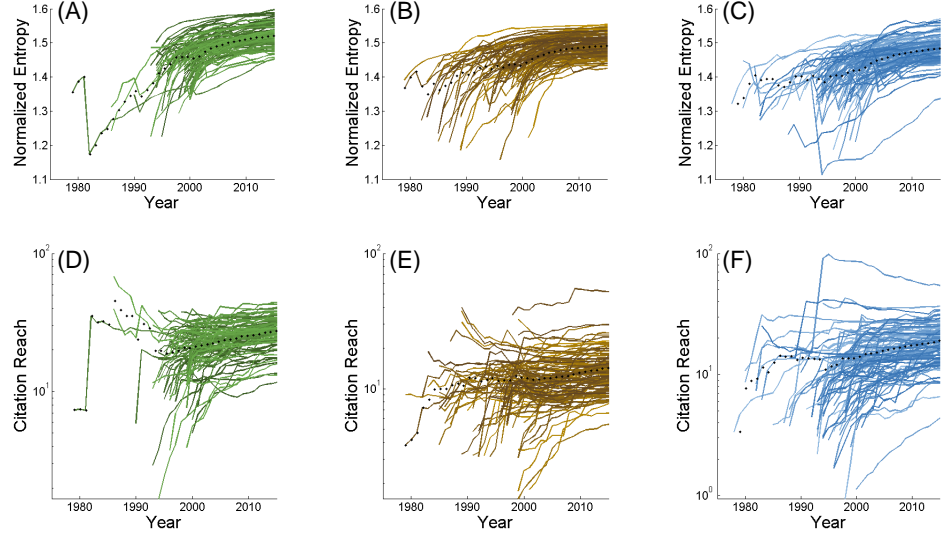 (A)
1.6
1.5
1.4
1.3
1.2
1.1
Normalized Entropy
1980 1990 2000 2010
Year
(B)
1.6
1.5
1.4
1.3
1.2
1.1
Normalized Entropy
1980 1990 2000 2010
Year
(C)
1.6
1.5
1.4
1.3
1.2
1.1
Normalized Entropy
1980 1990 2000 2010
Year
(D)
10²
10¹
Citation Reach
1980 1990 2000 2010
Year
(E)
10²
10¹
Citation Reach
1980 1990 2000 2010
Year
(F)
10²
10¹
10⁰
Citation Reach
1980 1990 2000 2010
Year